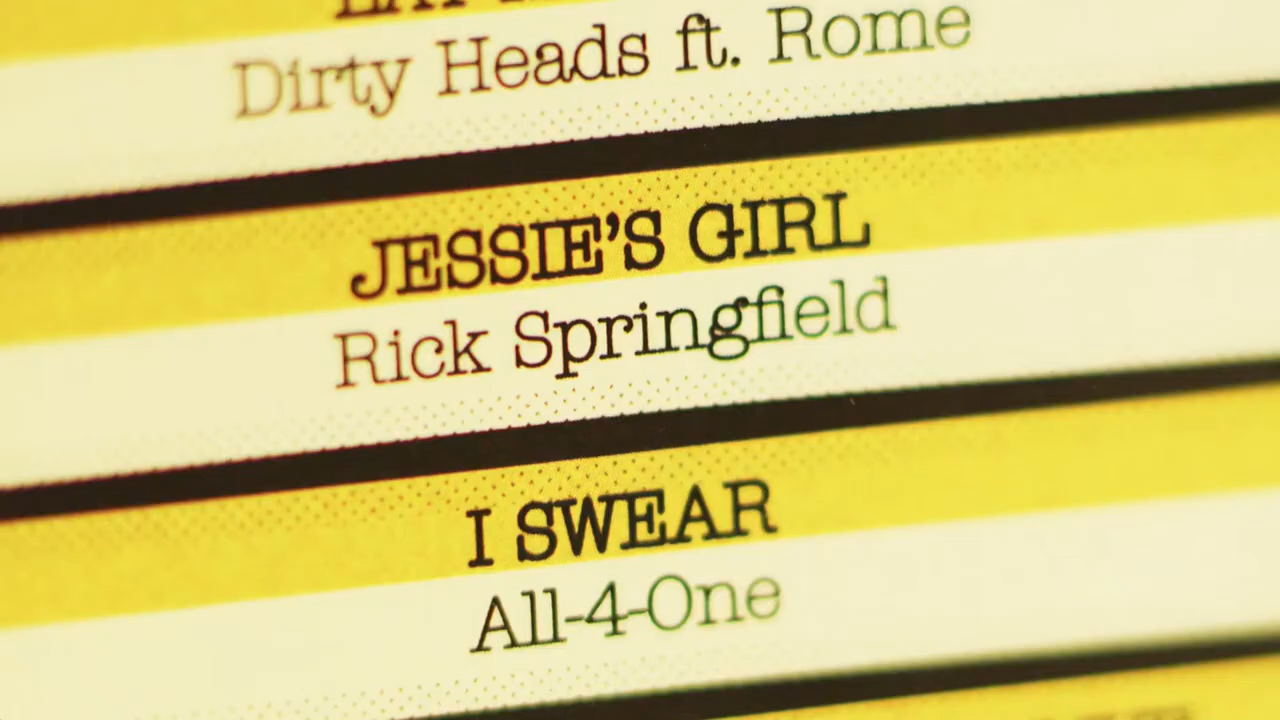 Dirty Heads ft. Rome
JESSIE'S GIRL
Rick Springfield
I SWEAR
All-4-One